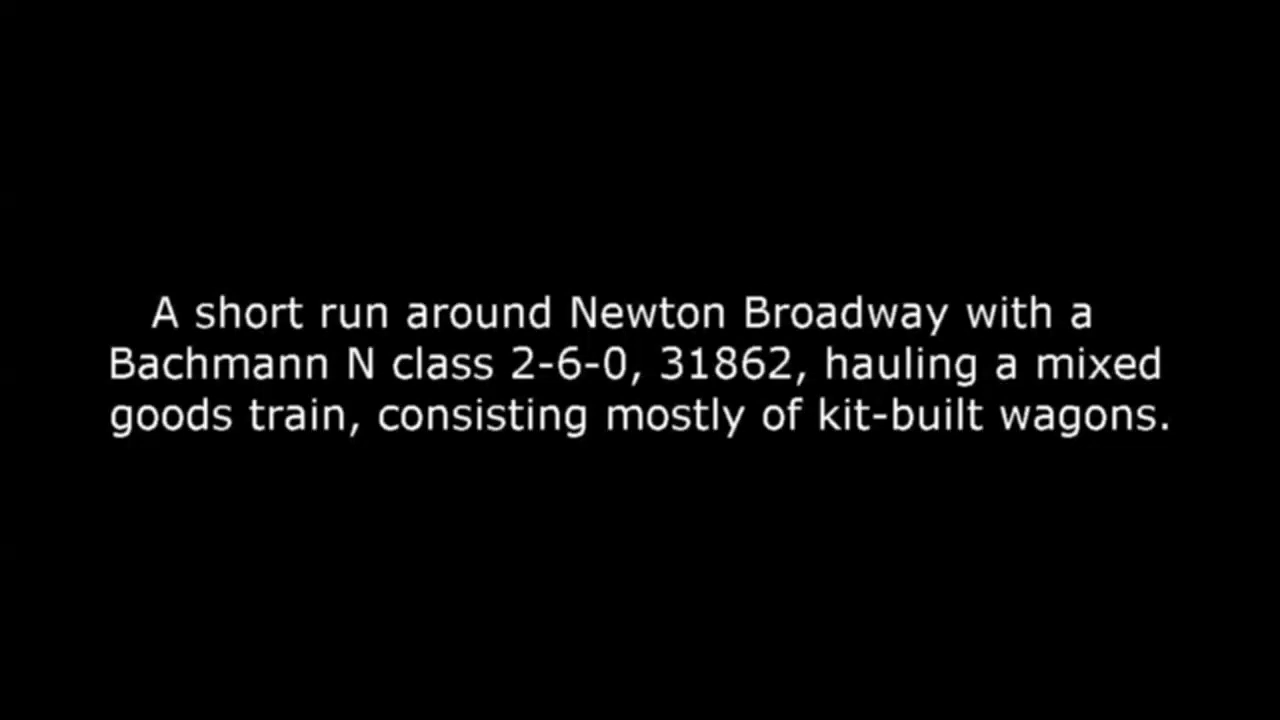 A short run around Newton Broadway with a
Bachmann N class 2-6-0, 31862, hauling a mixed
goods train, consisting mostly of kit-built wagons.